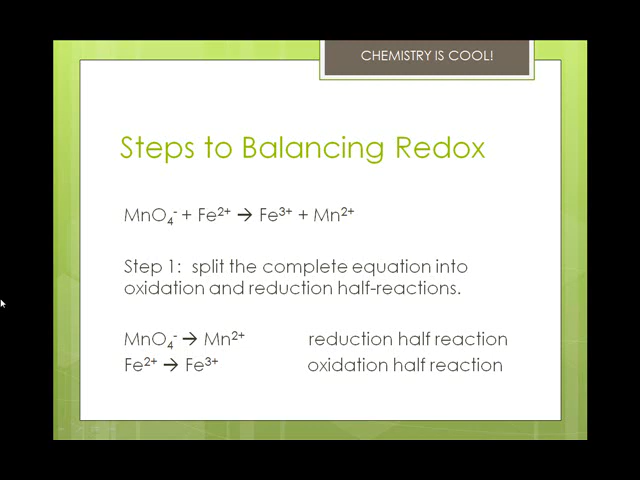 CHEMISTRY IS COOL!
Steps to Balancing Redox
MnO₄⁻ + Fe²⁺ → Fe³⁺ + Mn²⁺
Step 1: split the complete equation into
oxidation and reduction half-reactions.
MnO₄⁻ → Mn²⁺ reduction half reaction
Fe²⁺ → Fe³⁺ oxidation half reaction